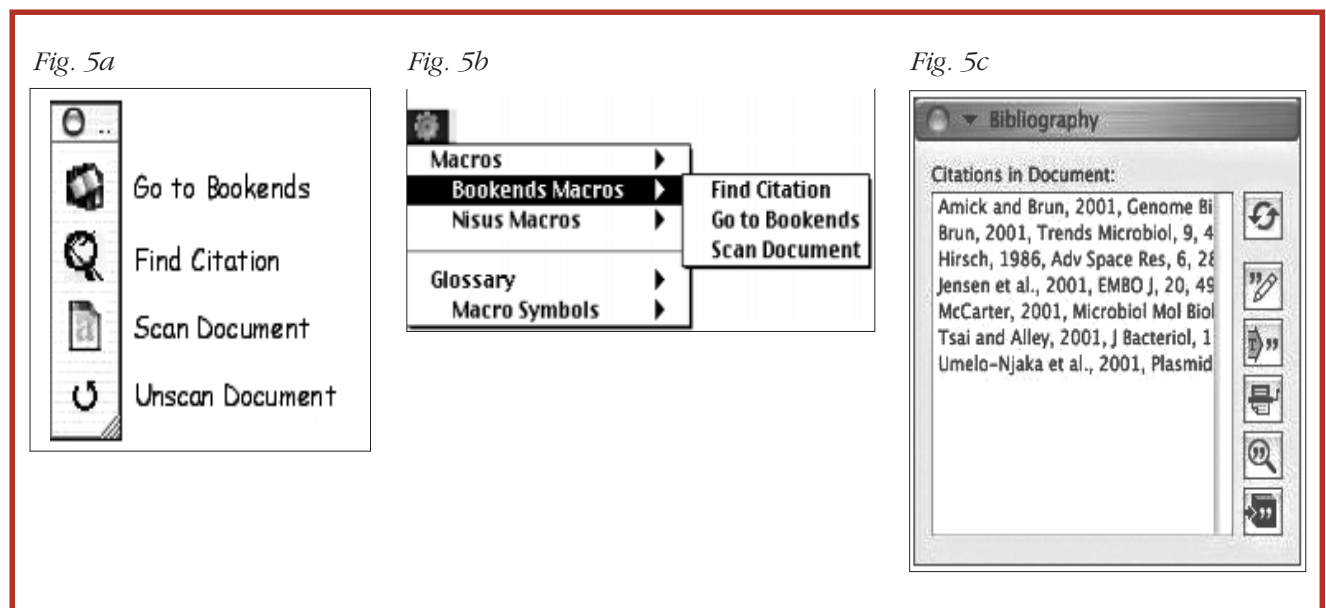 Fig. 5a
..
Go to Bookends
Find Citation
Scan Document
Unscan Document
Fig. 5b
Macros
Bookends Macros
Nisus Macros
Glossary
Macro Symbols
Find Citation
Go to Bookends
Scan Document
Fig. 5c
Bibliography
Citations in Document:
Amick and Brun, 2001, Genome Bi
Brun, 2001, Trends Microbiol, 9, 4
Hirsch, 1986, Adv Space Res, 6, 28
Jensen et al., 2001, EMBO J, 20, 49
McCarter, 2001, Microbiol Mol Biol
Tsai and Alley, 2001, J Bacteriol, 1
Umelo-Njaka et al., 2001, Plasmid